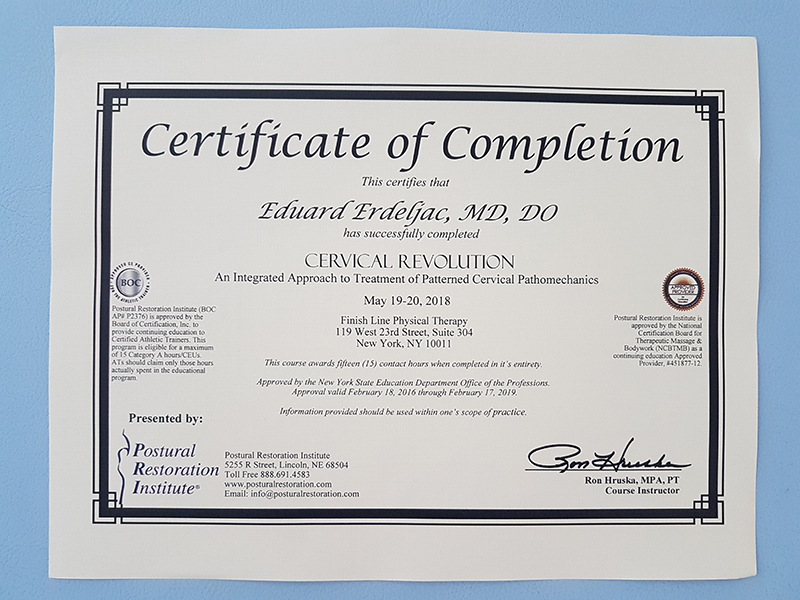 Certificate of Completion
This certifies that
Eduard Erdeljac, MD, DO
has successfully completed
CERVICAL REVOLUTION
An Integrated Approach to Treatment of Patterned Cervical Pathomechanics
May 19-20, 2018
Finish Line Physical Therapy
119 West 23rd Street, Suite 304
New York, NY 10011
This course awards fifteen (15) contact hours when completed in it's entirety.
Approved by the New York State Education Department Office of the Professions.
Approval valid February 18, 2016 through February 17, 2019.
Information provided should be used within one's scope of practice.
BOC
Postural Restoration Institute (BOC
AP# P2376) is approved by the
Board of Certification, Inc. to
provide continuing education to
Certified Athletic Trainers. This
program is eligible for a maximum
of 15 Category A hours/CEUs.
ATs should claim only those hours
actually spent in the educational
program.
APPROVED
PROVIDER
Postural Restoration Institute is
approved by the National
Certification Board for
Therapeutic Massage &
Bodywork (NCBTMB) as a
continuing education Approved
Provider, #451877-12.
Presented by:
Postural
Restoration
Institute®
Postural Restoration Institute
5255 R Street, Lincoln, NE 68504
Toll Free 888.691.4583
www.posturalrestoration.com
Email: info@posturalrestoration.com
Ron Hruska
Ron Hruska, MPA, PT
Course Instructor